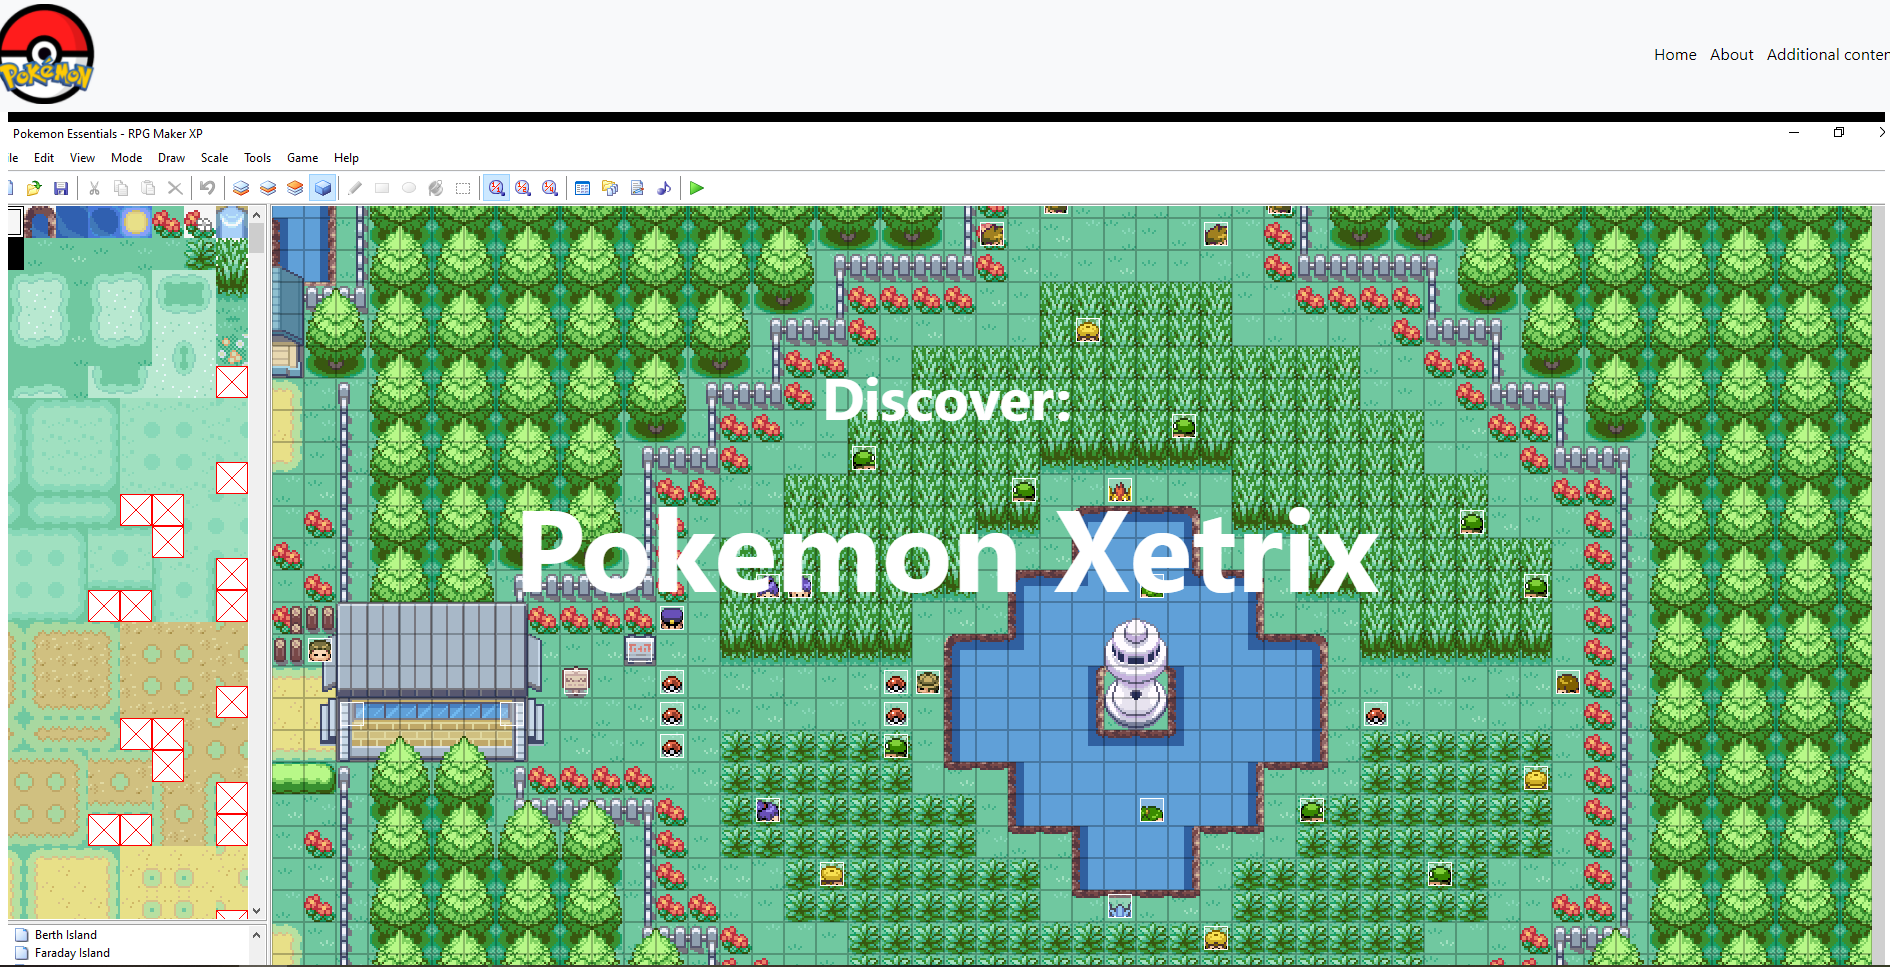 POKéMON
Home About Additional conten
Pokemon Essentials - RPG Maker XP
le Edit View Mode Draw Scale Tools Game Help
Discover:
Pokemon Xetrix
Berth Island
Faraday Island